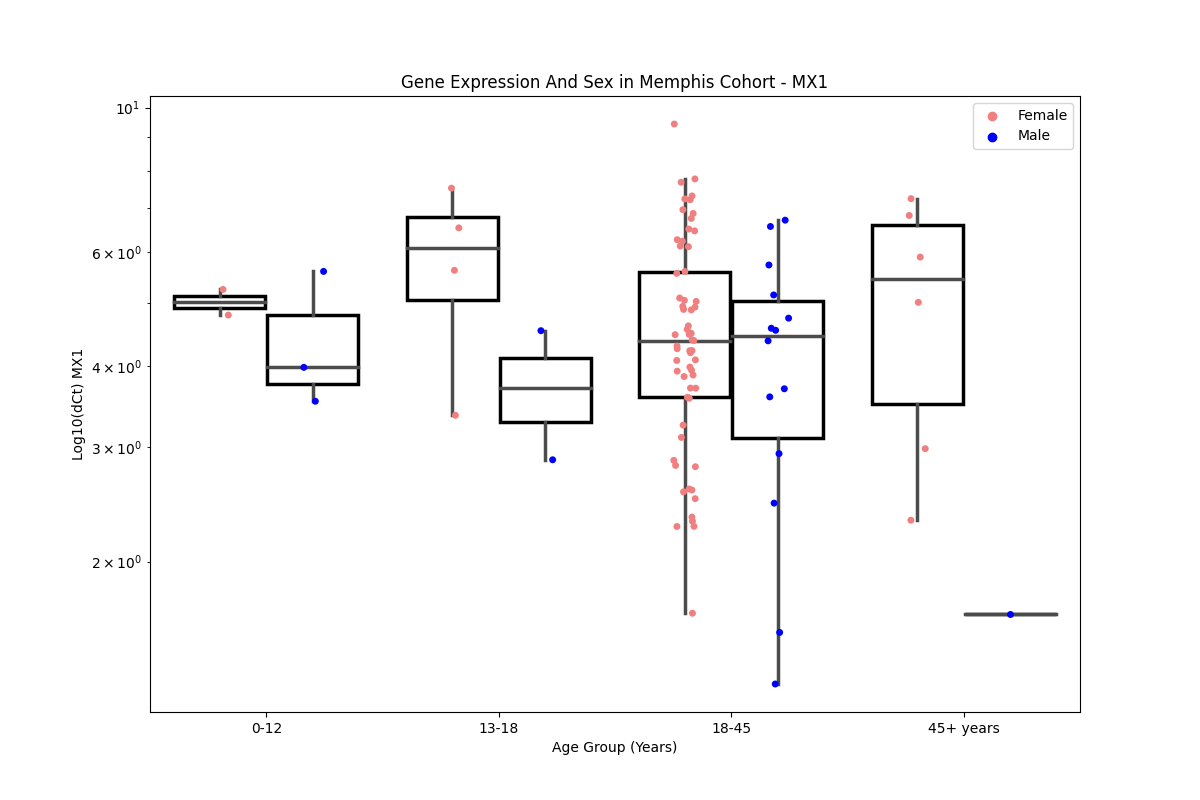 Gene Expression And Sex in Memphis Cohort - MX1
Female
Male
10¹
6 × 10⁰
4 × 10⁰
3 × 10⁰
2 × 10⁰
Log10(dCt) MX1
0-12
13-18
18-45
45+ years
Age Group (Years)